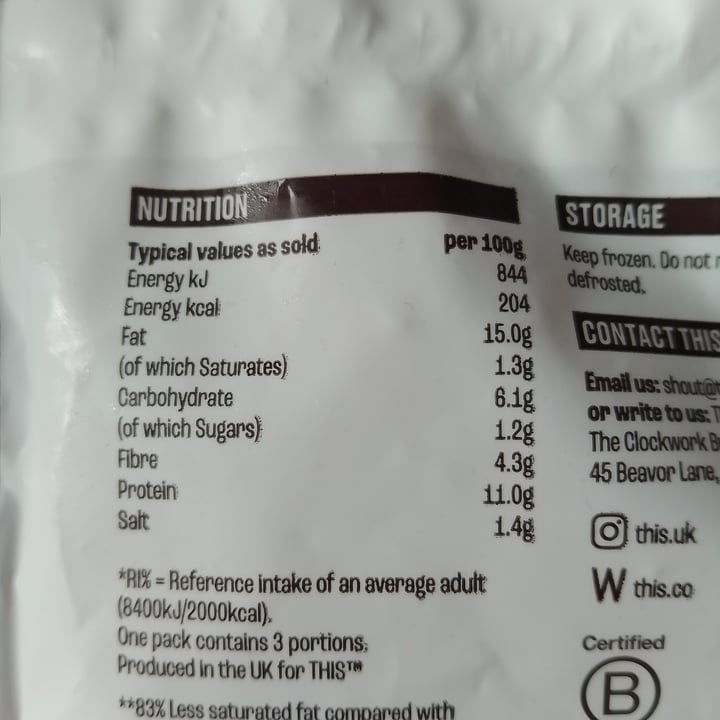 NUTRITION
Typical values as sold per 100g
Energy kJ 844
Energy kcal 204
Fat 15.0g
(of which Saturates) 1.3g
Carbohydrate 6.1g
(of which Sugars) 1.2g
Fibre 4.3g
Protein 11.0g
Salt 1.4g
*RI% = Reference intake of an average adult
(8400kJ/2000kcal).
One pack contains 3 portions.
Produced in the UK for THIS™
**83% Less saturated fat compared with
STORAGE
Keep frozen. Do not
defrosted.
CONTACT THIS
Email us: shout@
or write to us:
The Clockwork
45 Beavor Lane,
this.uk
W this.co
Certified
B